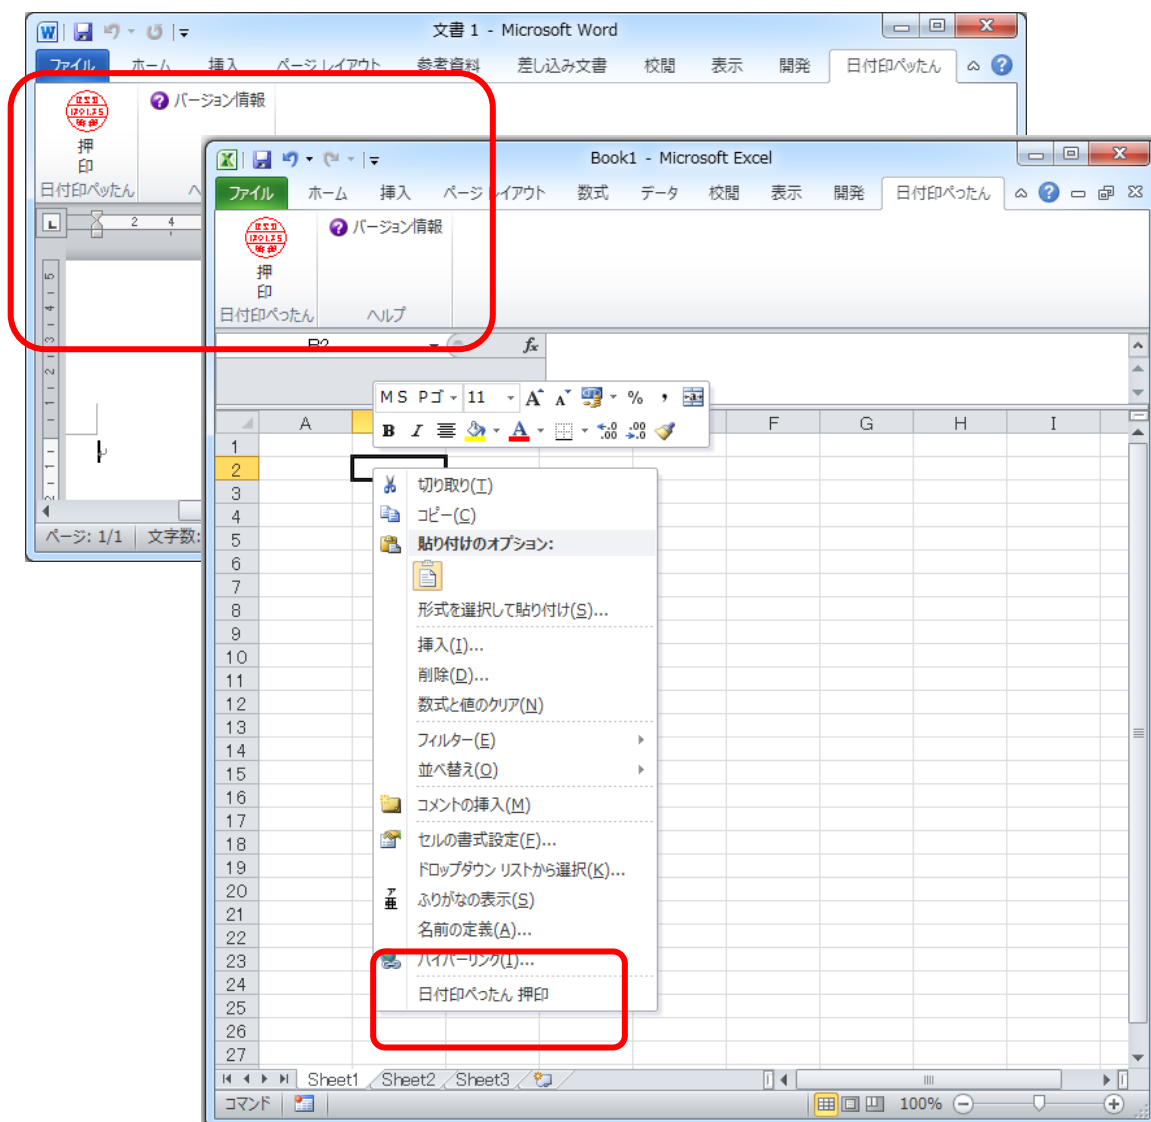 文書 1 - Microsoft Word
ファイル ホーム 挿入 ページ レイアウト 参考資料 差し込み文書 校閲 表示 開発 日付印ペッたん
バージョン情報
押
印
日付印ペッたん
2 4
ページ: 1/1 文字数:
Book1 - Microsoft Excel
ファイル ホーム 挿入 ページ レイアウト 数式 データ 校閲 表示 開発 日付印ぺったん
バージョン情報
押
印
日付印ぺったん ヘルプ
B2 fx
ＭＳ Ｐゴ 11 A A % ,
B I A .0 .00 .00 .0
A F G H I
1
2
3
4
5
6
7
8
9
10
11
12
13
14
15
16
17
18
19
20
21
22
23
24
25
26
27
切り取り(T)
コピー(C)
貼り付けのオプション:
形式を選択して貼り付け(S)...
挿入(I)...
削除(D)...
数式と値のクリア(N)
フィルター(E)
並べ替え(O)
コメントの挿入(M)
セルの書式設定(F)...
ドロップダウン リストから選択(K)...
ふりがなの表示(S)
名前の定義(A)...
ハイパーリンク(I)...
日付印ぺったん 押印
Sheet1 Sheet2 Sheet3
コマンド 100%